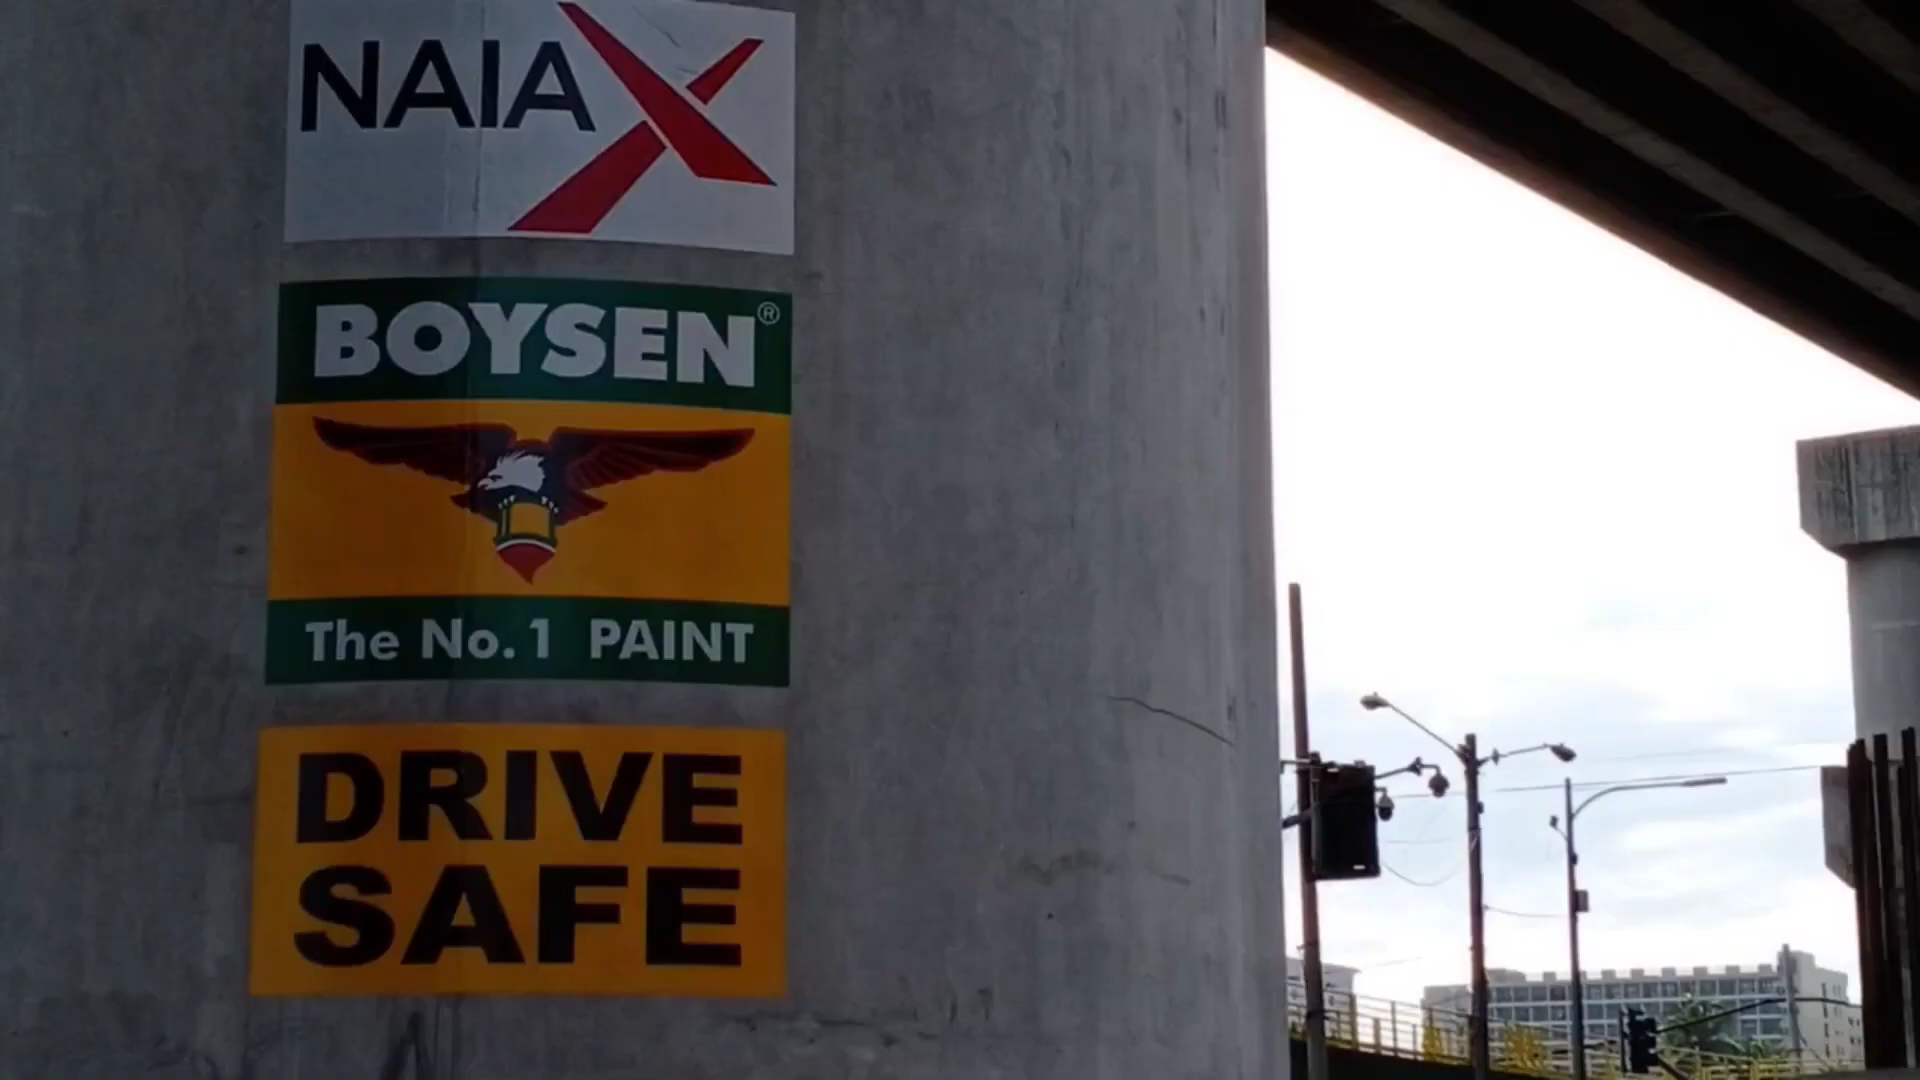 NAIAX
BOYSEN®
The No.1 PAINT
DRIVE
SAFE